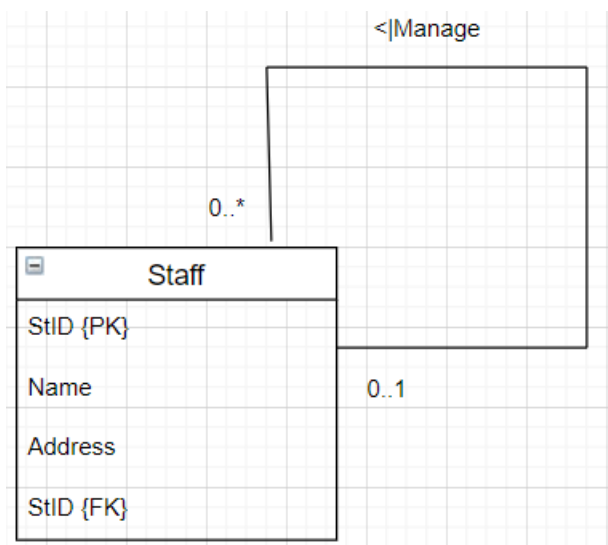 <|Manage
0..*
Staff
StID {PK}
Name
0..1
Address
StID {FK}